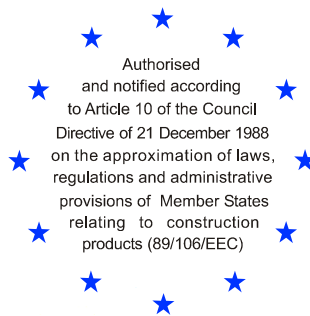 Authorised
and notified according
to Article 10 of the Council
Directive of 21 December 1988
on the approximation of laws,
regulations and administrative
provisions of Member States
relating to construction
products (89/106/EEC)